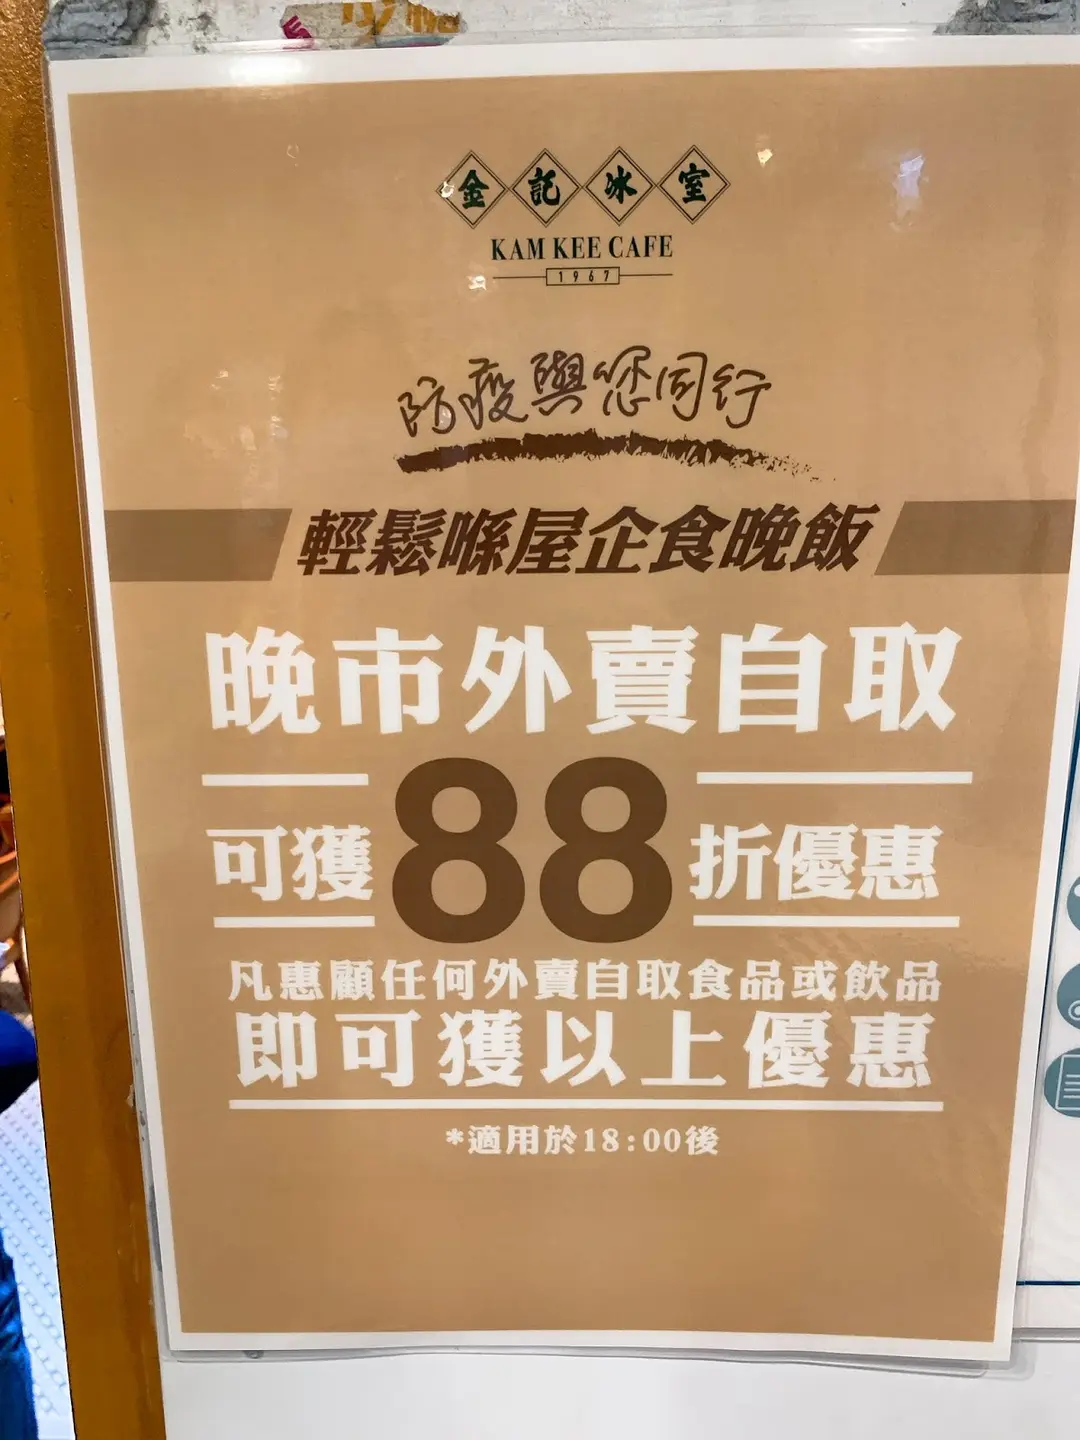 金記冰室
KAM KEE CAFE
1967
防疫與您同行
輕鬆喺屋企食晚飯
晚市外賣自取
可獲88折優惠
凡惠顧任何外賣自取食品或飲品
即可獲以上優惠
*適用於18:00後